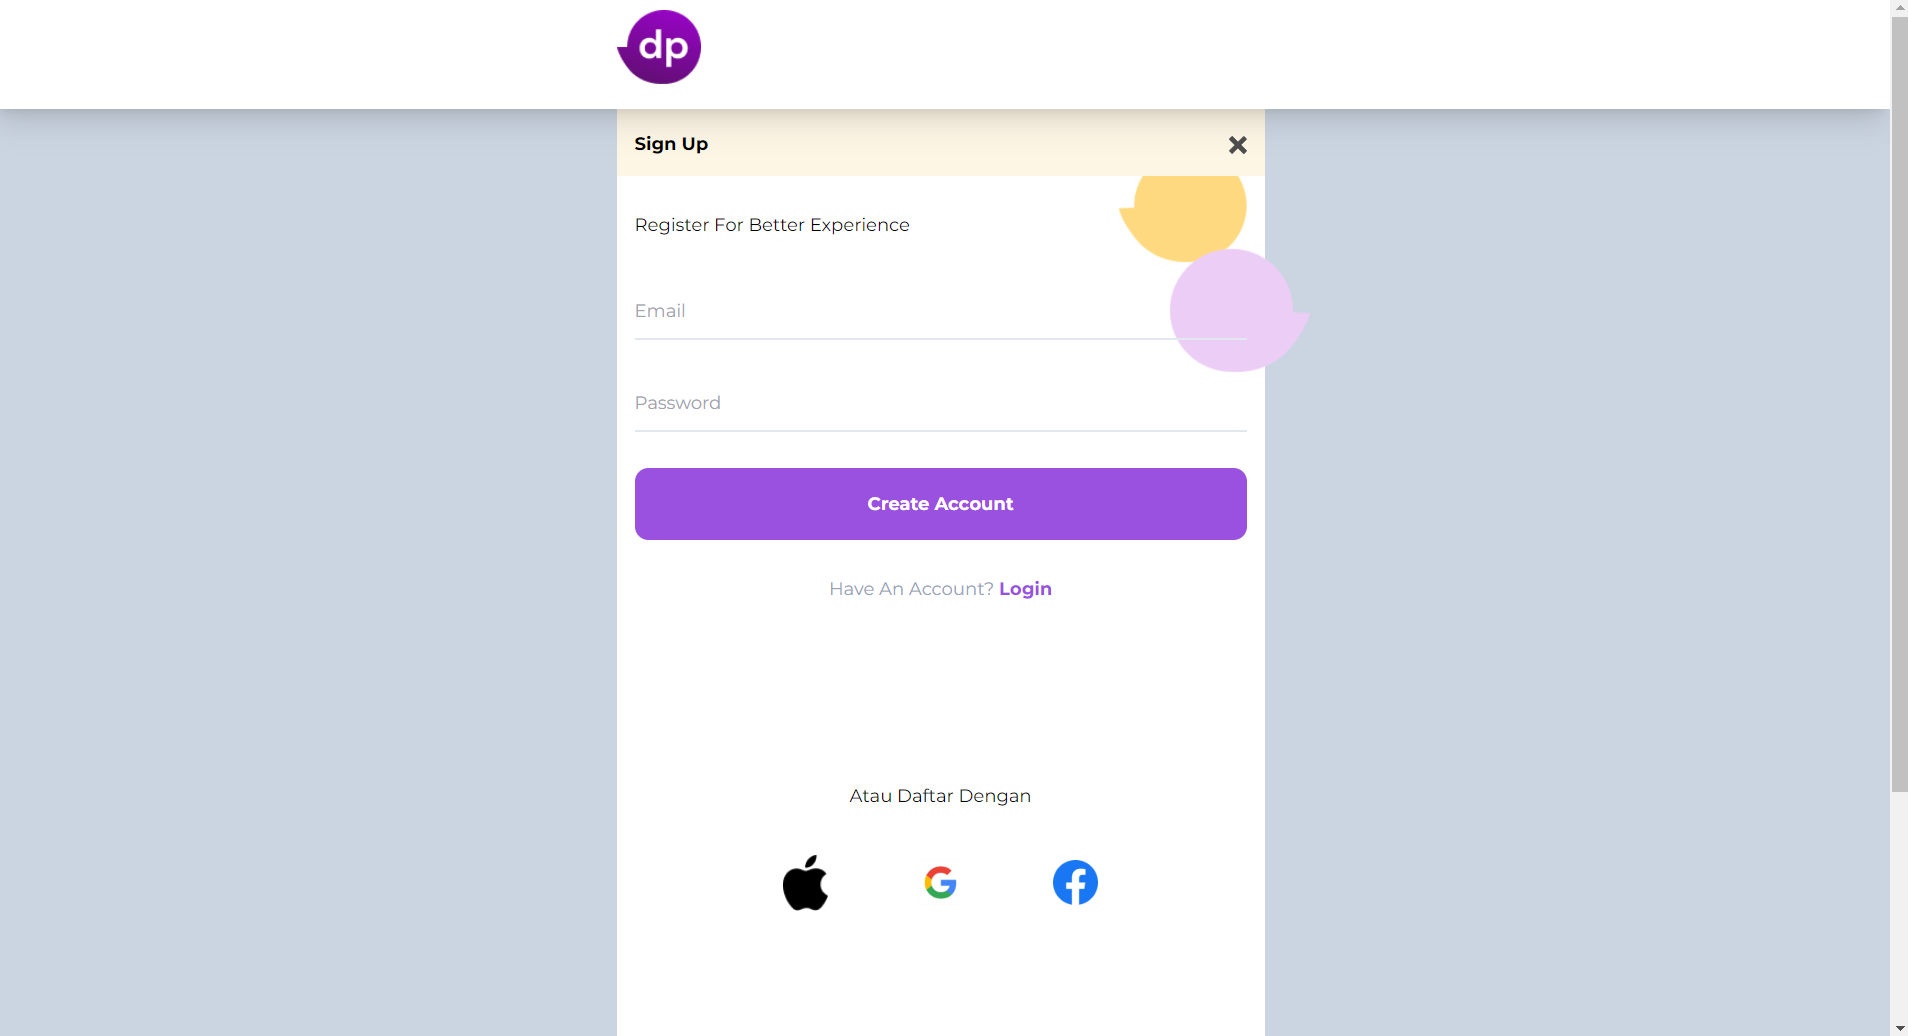 dp
Sign Up
Register For Better Experience
Email
Password
Create Account
Have An Account? Login
Atau Daftar Dengan